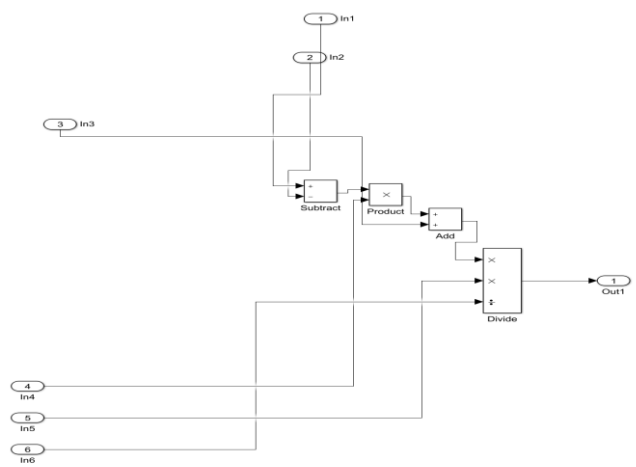 1 In1
2 In2
3 In3
+
−
Subtract
×
Product
+
+
Add
×
×
÷
Divide
1
Out1
4
In4
5
In5
6
In6